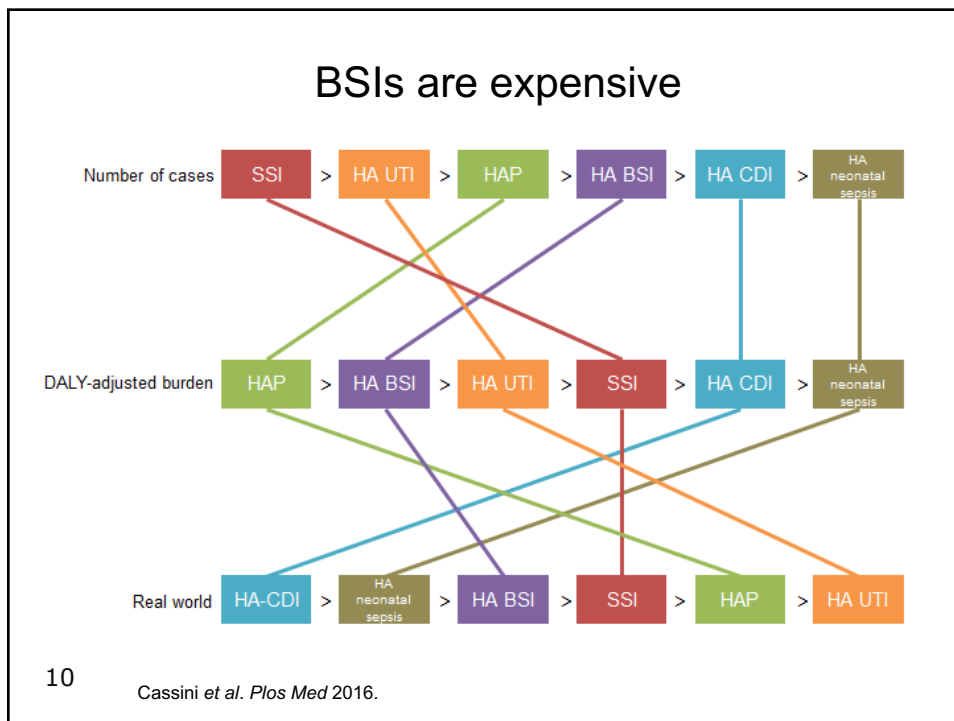 BSIs are expensive
Number of cases SSI > HA UTI > HAP > HA BSI > HA CDI > HA neonatal sepsis
DALY-adjusted burden HAP > HA BSI > HA UTI > SSI > HA CDI > HA neonatal sepsis
Real world HA-CDI > HA neonatal sepsis > HA BSI > SSI > HAP > HA UTI
10
Cassini et al. Plos Med 2016.